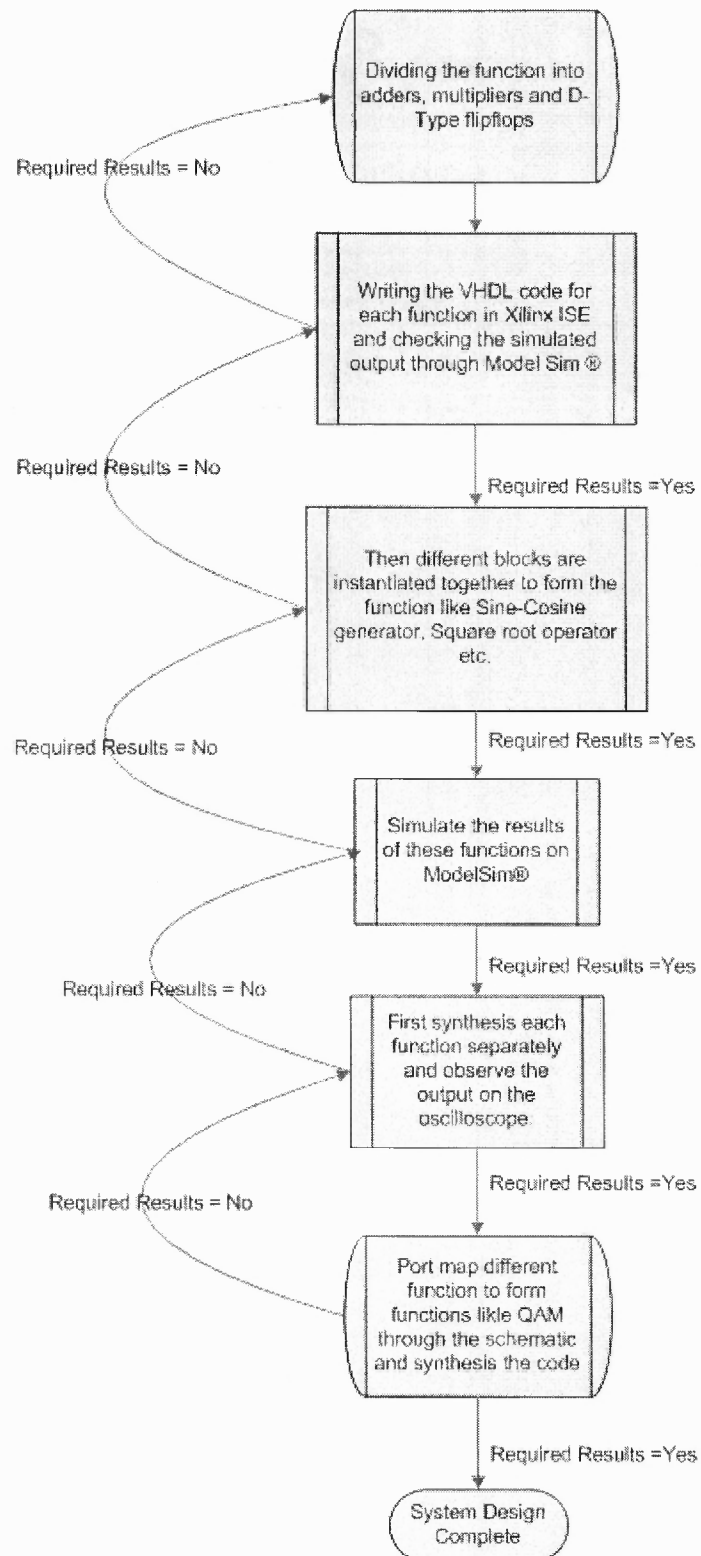 Dividing the function into
adders, multipliers and D-
Type flipflops
Required Results = No
Writing the VHDL code for
each function in Xilinx ISE
and checking the simulated
output through Model Sim ®
Required Results = No
Required Results =Yes
Then different blocks are
instantiated together to form the
function like Sine-Cosine
generator, Square root operator
etc.
Required Results = No
Required Results =Yes
Simulate the results
of these functions on
ModelSim®
Required Results = No
Required Results =Yes
First synthesis each
function separately
and observe the
output on the
oscilloscope
Required Results = No
Required Results =Yes
Port map different
function to form
functions likle QAM
through the schematic
and synthesis the code
Required Results =Yes
System Design
Complete